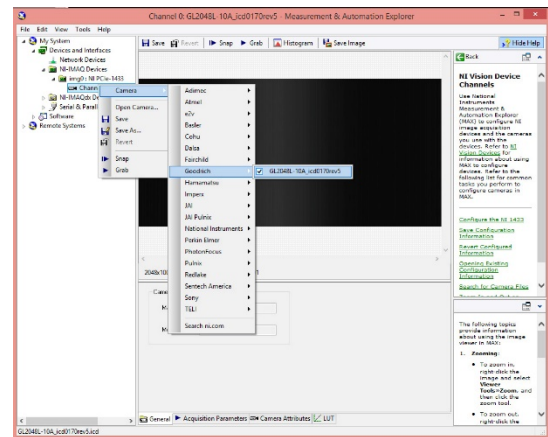 Channel 0: GL2048L-10A_icd0170rev5 - Measurement & Automation Explorer
File Edit View Tools Help
My System
Devices and Interfaces
Network Devices
NI-IMAQ Devices
img0 : NI PCIe-1433
Chann
NI-IMAQdx De
Serial & Parall
Software
Remote Systems
Save Revert Snap Grab Histogram Save Image Hide Help
Camera
Open Camera...
Save
Save As...
Revert
Snap
Grab
Adimec
Atmel
e2v
Basler
Cohu
Dalsa
Fairchild
Goodrich
Hamamatsu
Imperx
JAI
JAI Pulnix
National Instruments
Perkin Elmer
PhotonFocus
Pulnix
Redlake
Sentech America
Sony
TELI
Search ni.com
GL2048L-10A_icd0170rev5
2048x10
1
Cam
M
M
General Acquisition Parameters Camera Attributes LUT
Back
NI Vision Device
Channels
Use National
Instruments
Measurement &
Automation Explorer
(MAX) to configure NI
image acquisition
devices and the cameras
you use with the
devices. Refer to NI
Vision Devices for
information about using
MAX to configure
devices. Refer to the
following list for common
tasks you perform to
configure cameras in
MAX.
Configure the NI 1433
Save Configuration
Information
Revert Configured
Information
Opening Existing
Configuration
Information
Search for Camera Files
The following topics
provide information
about using the image
viewer in MAX:
1. Zooming:
To zoom in,
right-click the
image and select
Viewer
Tools»Zoom, and
then click the
zoom tool.
To zoom out,
right-click the
GL2048L-10A_icd0170rev5.icd